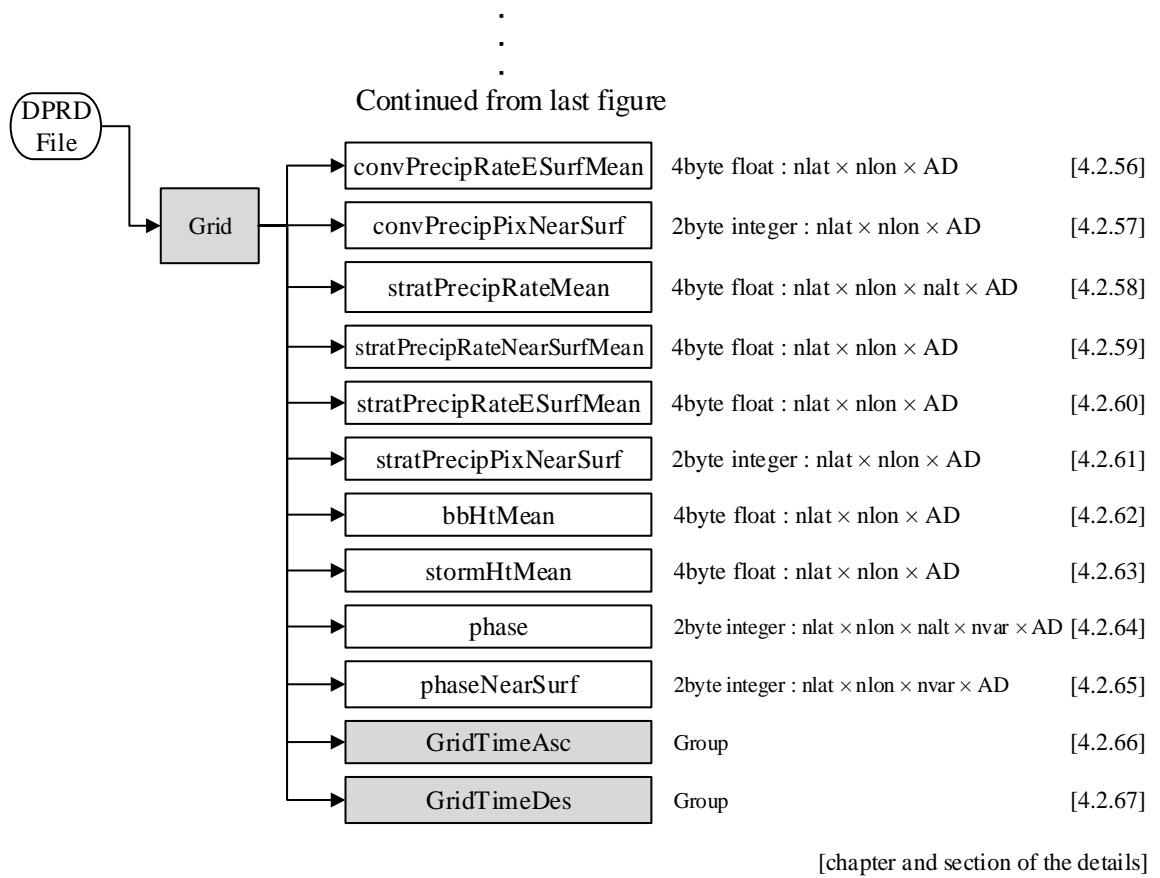 Continued from last figure
DPRD
File
Grid
convPrecipRateESurfMean 4byte float : nlat × nlon × AD [4.2.56]
convPrecipPixNearSurf 2byte integer : nlat × nlon × AD [4.2.57]
stratPrecipRateMean 4byte float : nlat × nlon × nalt × AD [4.2.58]
stratPrecipRateNearSurfMean 4byte float : nlat × nlon × AD [4.2.59]
stratPrecipRateESurfMean 4byte float : nlat × nlon × AD [4.2.60]
stratPrecipPixNearSurf 2byte integer : nlat × nlon × AD [4.2.61]
bbHtMean 4byte float : nlat × nlon × AD [4.2.62]
stormHtMean 4byte float : nlat × nlon × AD [4.2.63]
phase 2byte integer : nlat × nlon × nalt × nvar × AD [4.2.64]
phaseNearSurf 2byte integer : nlat × nlon × nvar × AD [4.2.65]
GridTimeAsc Group [4.2.66]
GridTimeDes Group [4.2.67]
[chapter and section of the details]